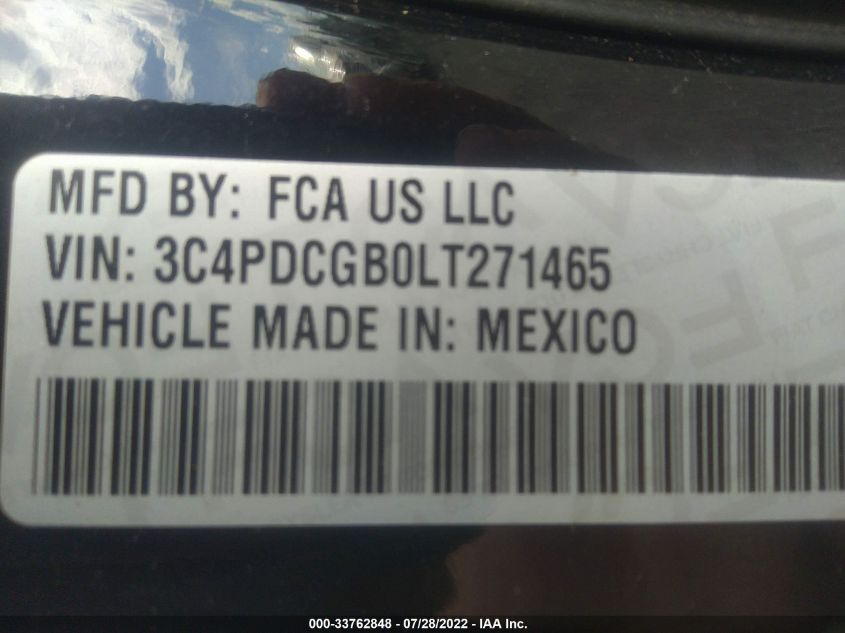 MFD BY: FCA US LLC
VIN: 3C4PDCGB0LT271465
VEHICLE MADE IN: MEXICO
000-33762848 - 07/28/2022 - IAA Inc.